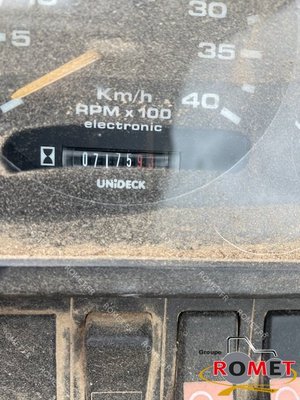 30
5
35
Km/h
RPM x 100
40
electronic
07175
UNiDECK
Groupe
ROMET